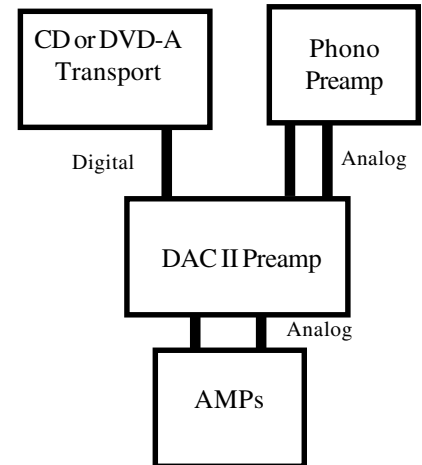 CD or DVD-A
Transport
Phono
Preamp
Digital
Analog
DAC II Preamp
Analog
AMPs